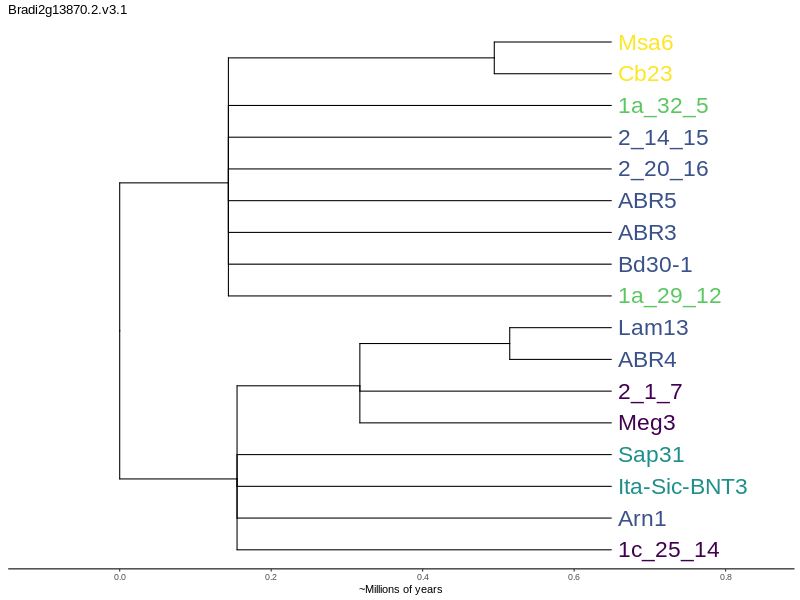 Bradi2g13870.2.v3.1
Msa6
Cb23
1a_32_5
2_14_15
2_20_16
ABR5
ABR3
Bd30-1
1a_29_12
Lam13
ABR4
2_1_7
Meg3
Sap31
Ita-Sic-BNT3
Arn1
1c_25_14
0.0 0.2 0.4 0.6 0.8
~Millions of years